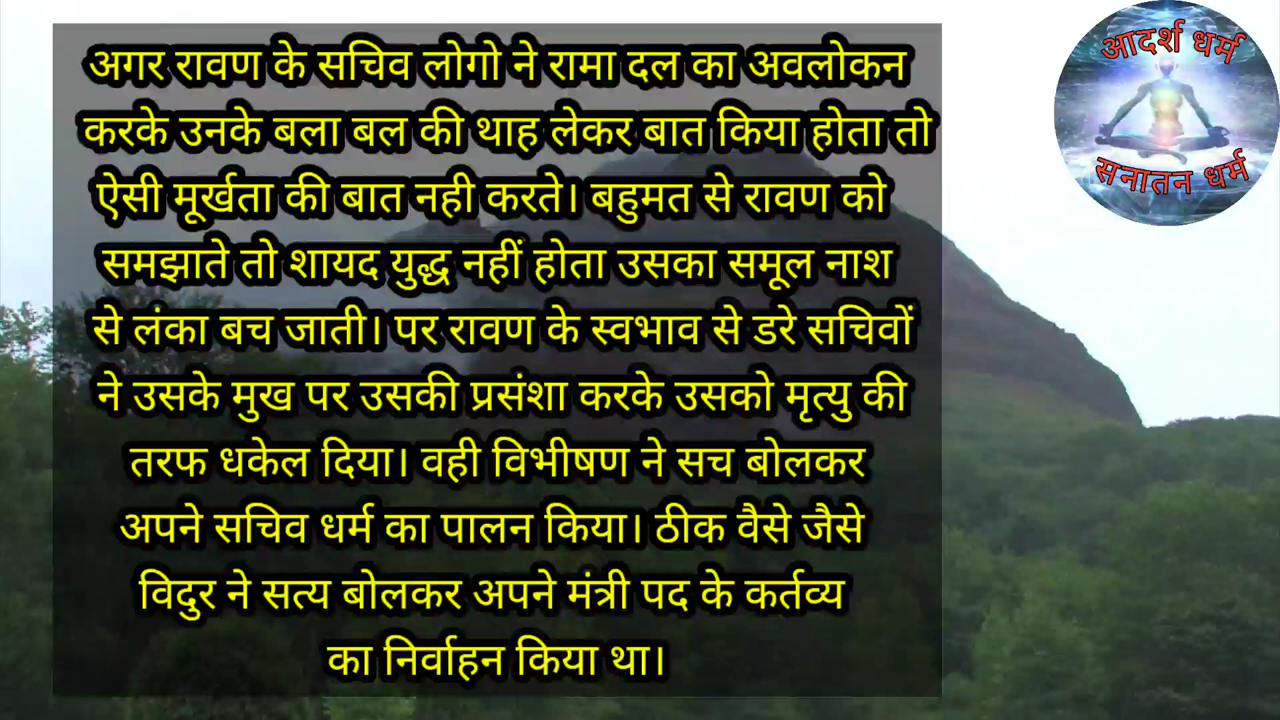 अगर रावण के सचिव लोगो ने रामा दल का अवलोकन
करके उनके बला बल की थाह लेकर बात किया होता तो
ऐसी मूर्खता की बात नही करते। बहुमत से रावण को
समझाते तो शायद युद्ध नहीं होता उसका समूल नाश
से लंका बच जाती। पर रावण के स्वभाव से डरे सचिवों
ने उसके मुख पर उसकी प्रसंशा करके उसको मृत्यु की
तरफ धकेल दिया। वही विभीषण ने सच बोलकर
अपने सचिव धर्म का पालन किया। ठीक वैसे जैसे
विदुर ने सत्य बोलकर अपने मंत्री पद के कर्तव्य
का निर्वाहन किया था।
आदर्श धर्म
सनातन धर्म